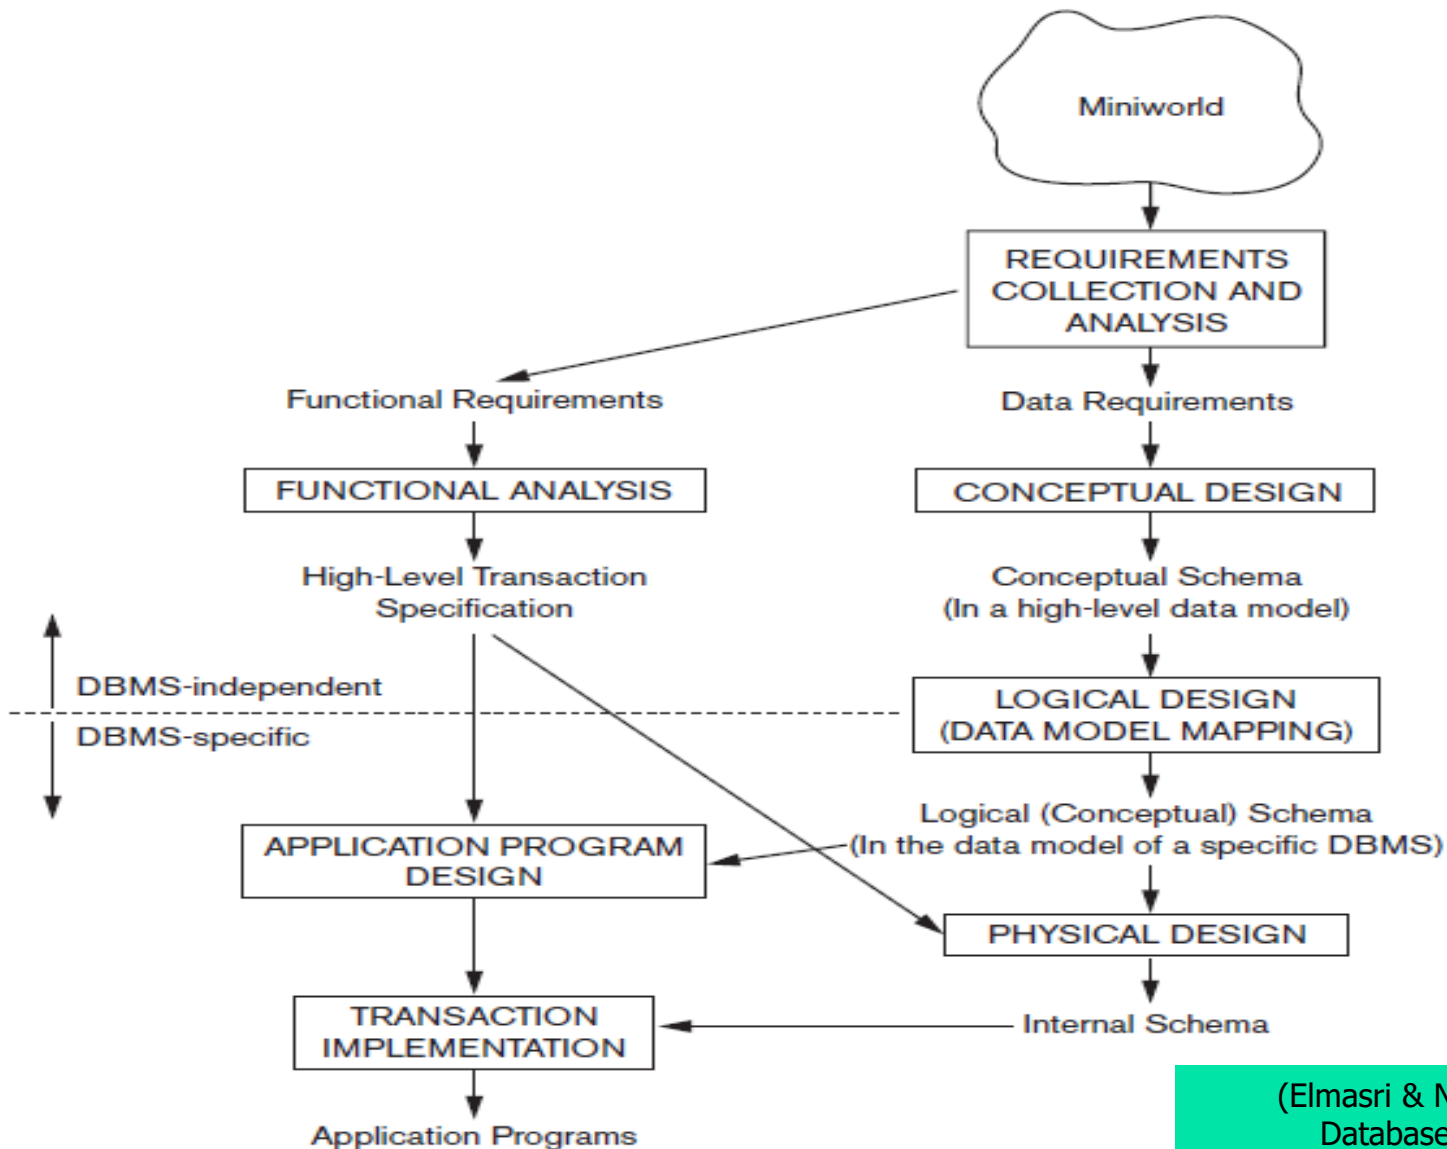 Miniworld
REQUIREMENTS
COLLECTION AND
ANALYSIS
Functional Requirements
Data Requirements
FUNCTIONAL ANALYSIS
CONCEPTUAL DESIGN
High-Level Transaction
Specification
Conceptual Schema
(In a high-level data model)
DBMS-independent
DBMS-specific
LOGICAL DESIGN
(DATA MODEL MAPPING)
Logical (Conceptual) Schema
(In the data model of a specific DBMS)
APPLICATION PROGRAM
DESIGN
PHYSICAL DESIGN
TRANSACTION
IMPLEMENTATION
Internal Schema
Application Programs
(Elmasri &
Database